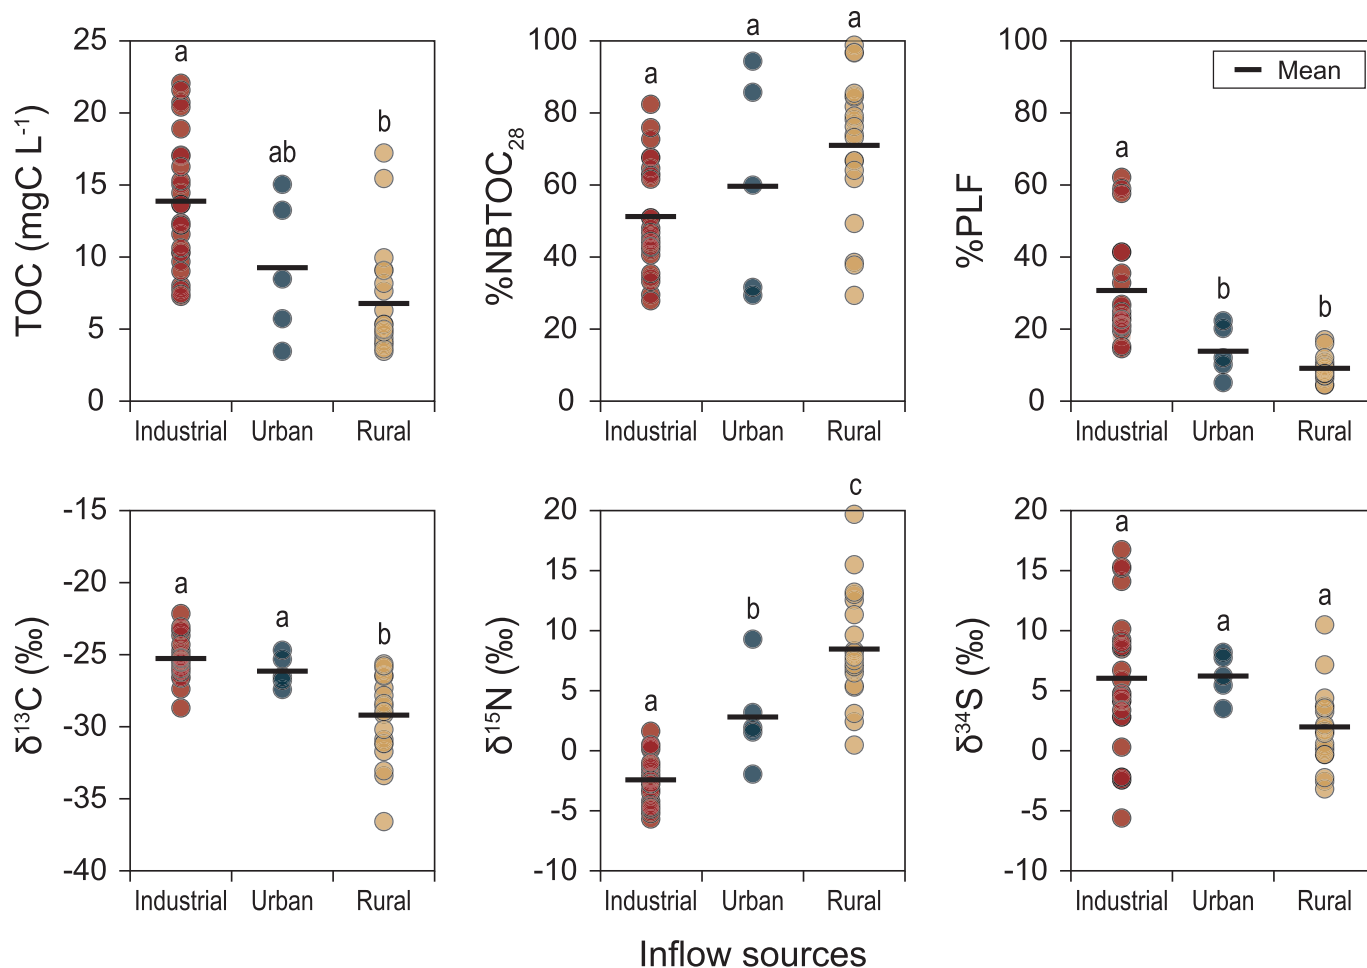 TOC (mgC L-1)
25
20
15
10
5
0
a
ab
b
Industrial
Urban
Rural
%NBTOC28
100
80
60
40
20
0
a
a
a
Industrial
Urban
Rural
%PLF
100
80
60
40
20
0
Mean
a
b
b
Industrial
Urban
Rural
δ13C (‰)
-15
-20
-25
-30
-35
-40
a
a
b
Industrial
Urban
Rural
δ15N (‰)
20
15
10
5
0
-5
-10
a
b
c
Industrial
Urban
Rural
δ34S (‰)
20
15
10
5
0
-5
-10
a
a
a
Industrial
Urban
Rural
Inflow sources